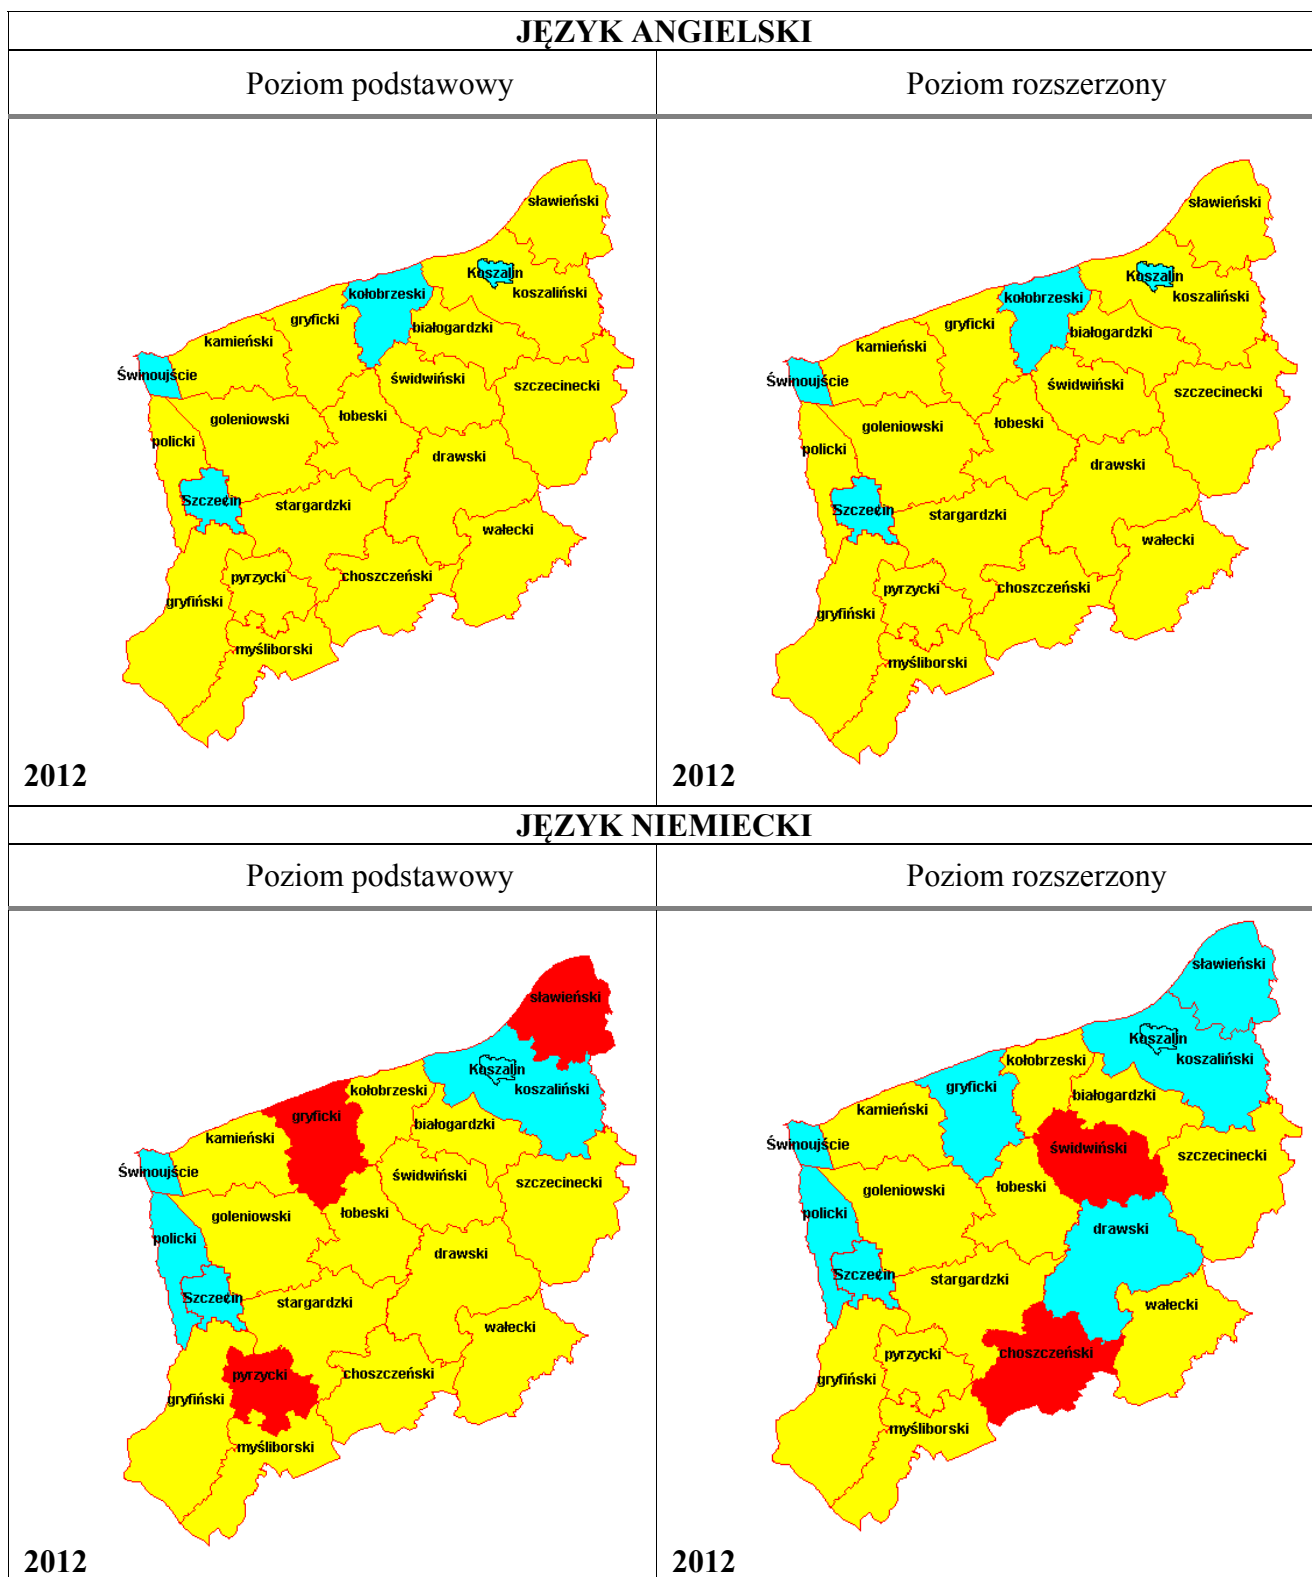 JĘZYK ANGIELSKI
Poziom podstawowy
Poziom rozszerzony
sławieński
Koszalin
koszaliński
kołobrzeski
gryficki
białogardzki
kamieński
Świnoujście
świdwiński
szczecinecki
goleniowski
łobeski
policki
drawski
Szczecin
stargardzki
wałecki
pyrzycki
choszczeński
gryfiński
myśliborski
2012
sławieński
Koszalin
koszaliński
kołobrzeski
gryficki
białogardzki
kamieński
Świnoujście
świdwiński
szczecinecki
goleniowski
łobeski
policki
drawski
Szczecin
stargardzki
wałecki
pyrzycki
choszczeński
gryfiński
myśliborski
2012
JĘZYK NIEMIECKI
Poziom podstawowy
Poziom rozszerzony
sławieński
Koszalin
koszaliński
kołobrzeski
gryficki
białogardzki
kamieński
Świnoujście
świdwiński
szczecinecki
goleniowski
łobeski
policki
drawski
Szczecin
stargardzki
wałecki
pyrzycki
choszczeński
gryfiński
myśliborski
2012
sławieński
Koszalin
koszaliński
kołobrzeski
gryficki
białogardzki
kamieński
Świnoujście
świdwiński
szczecinecki
goleniowski
łobeski
policki
drawski
Szczecin
stargardzki
wałecki
pyrzycki
choszczeński
gryfiński
myśliborski
2012